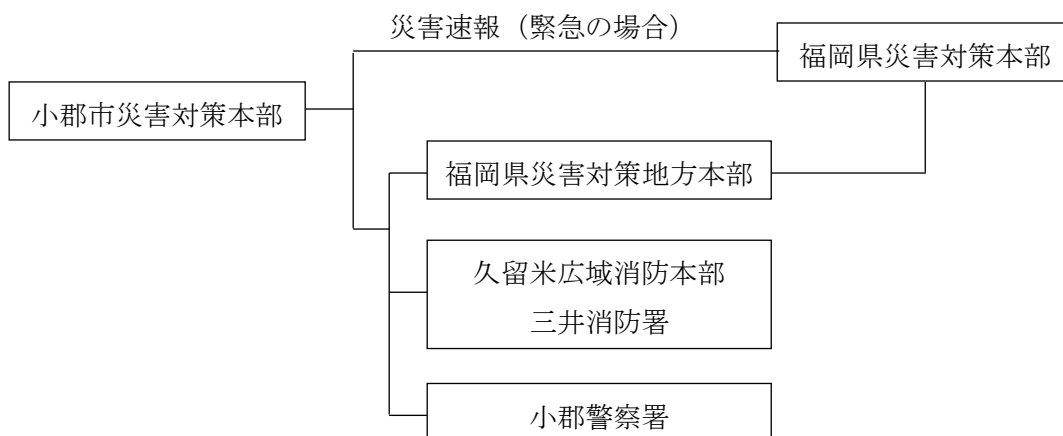 災害速報（緊急の場合）
福岡県災害対策本部
小郡市災害対策本部
福岡県災害対策地方本部
久留米広域消防本部
三井消防署
小郡警察署